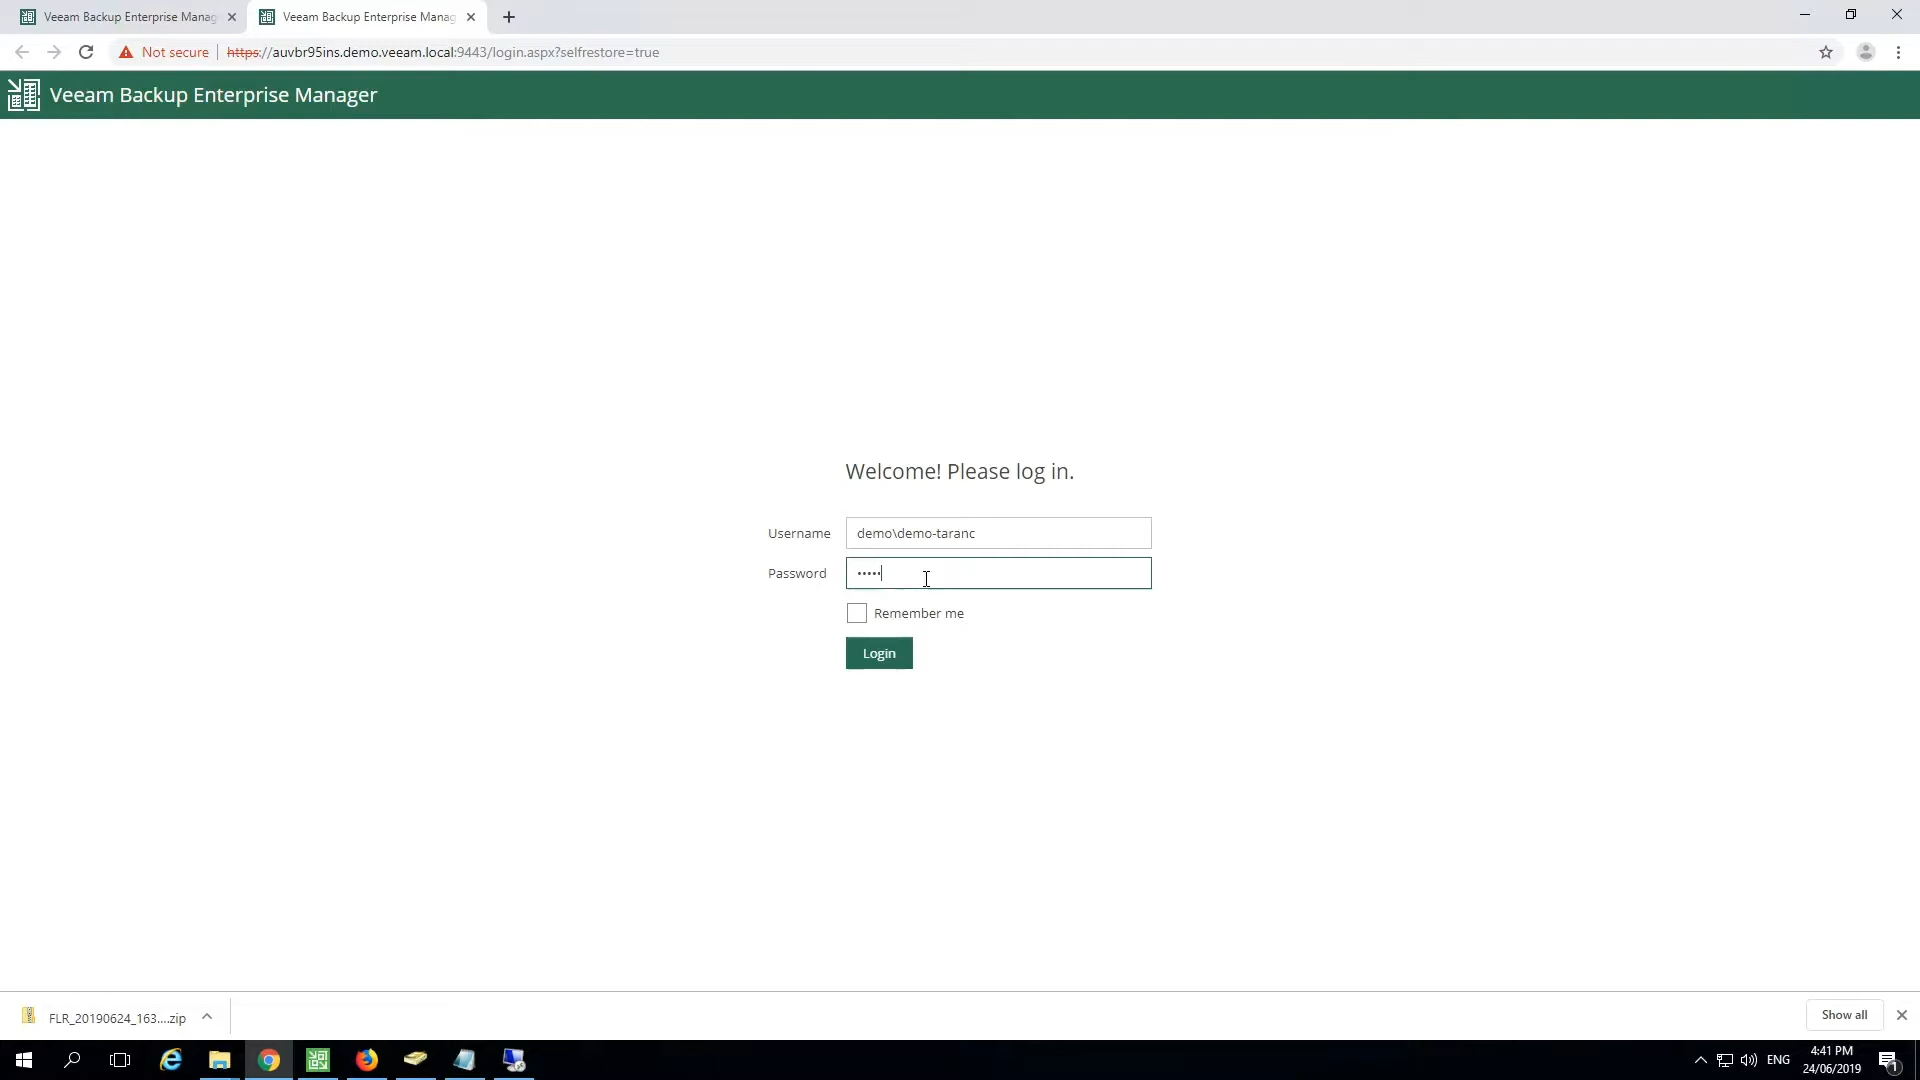 Veeam Backup Enterprise Manag
Veeam Backup Enterprise Manag
Not secure
https://auvbr95ins.demo.veeam.local:9443/login.aspx?selfrestore=true
Veeam Backup Enterprise Manager
Welcome! Please log in.
Username demo\demo-taranc
Password •••••
Remember me
Login
FLR_20190624_163....zip
Show all
ENG
4:41 PM
24/06/2019
1